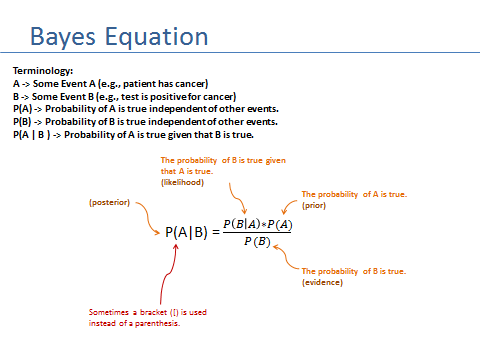 Bayes Equation
Terminology:
A -> Some Event A (e.g., patient has cancer)
B -> Some Event B (e.g., test is positive for cancer)
P(A) -> Probability of A is true independent of other events.
P(B) -> Probability of B is true independent of other events.
P(A | B ) -> Probability of A is true given that B is true.
The probability of B is true given
that A is true.
(likelihood)
The probability of A is true.
(prior)
(posterior)
P(A|B) = P(B|A)∗P(A) / P(B)
The probability of B is true.
(evidence)
Sometimes a bracket (|) is used
instead of a parenthesis.